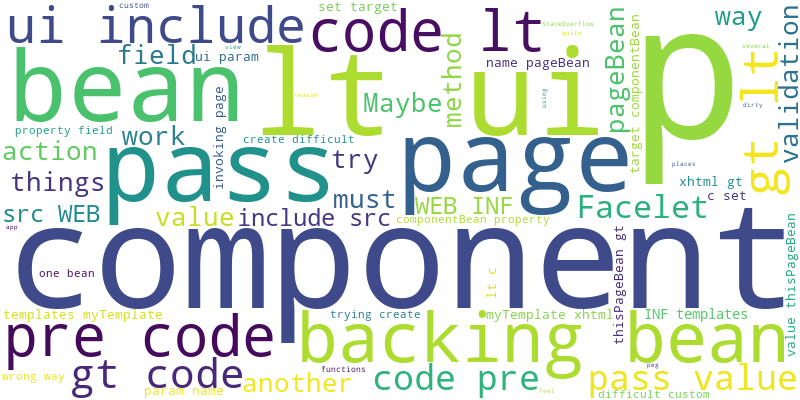 custom
set target
ui include
code lt
StackOverflow
quite
way
field
ui param
view
bean
lt
ui
p
name pageBean
several
reason
method
pageBean
lt
validation
Maybe
using
dirty
property field
work
invoking page
create difficult
target componentBean
action
pass
try
page
places
gt
things
must
xhtml gt
c set
src WEB
value
include src
WEB INF
Facelet
componentBean property
app
component
one bean
lt c
thisPageBean gt
value thisPageBean
templates myTemplate
trying create
myTemplate xhtml
INF templates
pre code
backing bean
gt code
functions
peg
wrong way
param name
another
code pre
feel
pass value
difficult custom